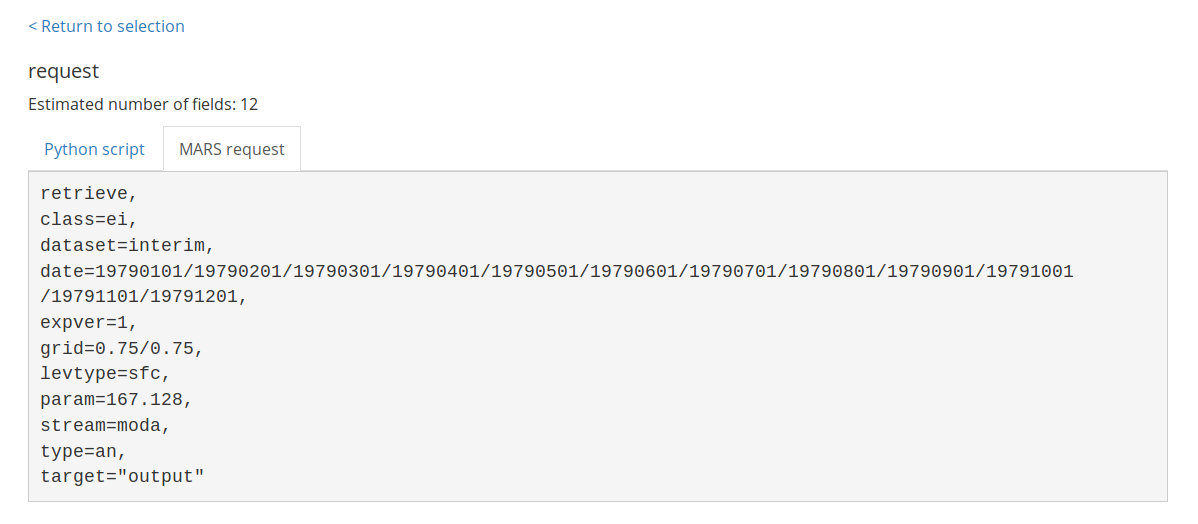 < Return to selection
request
Estimated number of fields: 12
Python script MARS request
retrieve,
class=ei,
dataset=interim,
date=19790101/19790201/19790301/19790401/19790501/19790601/19790701/19790801/19790901/19791001
/19791101/19791201,
expver=1,
grid=0.75/0.75,
levtype=sfc,
param=167.128,
stream=moda,
type=an,
target="output"